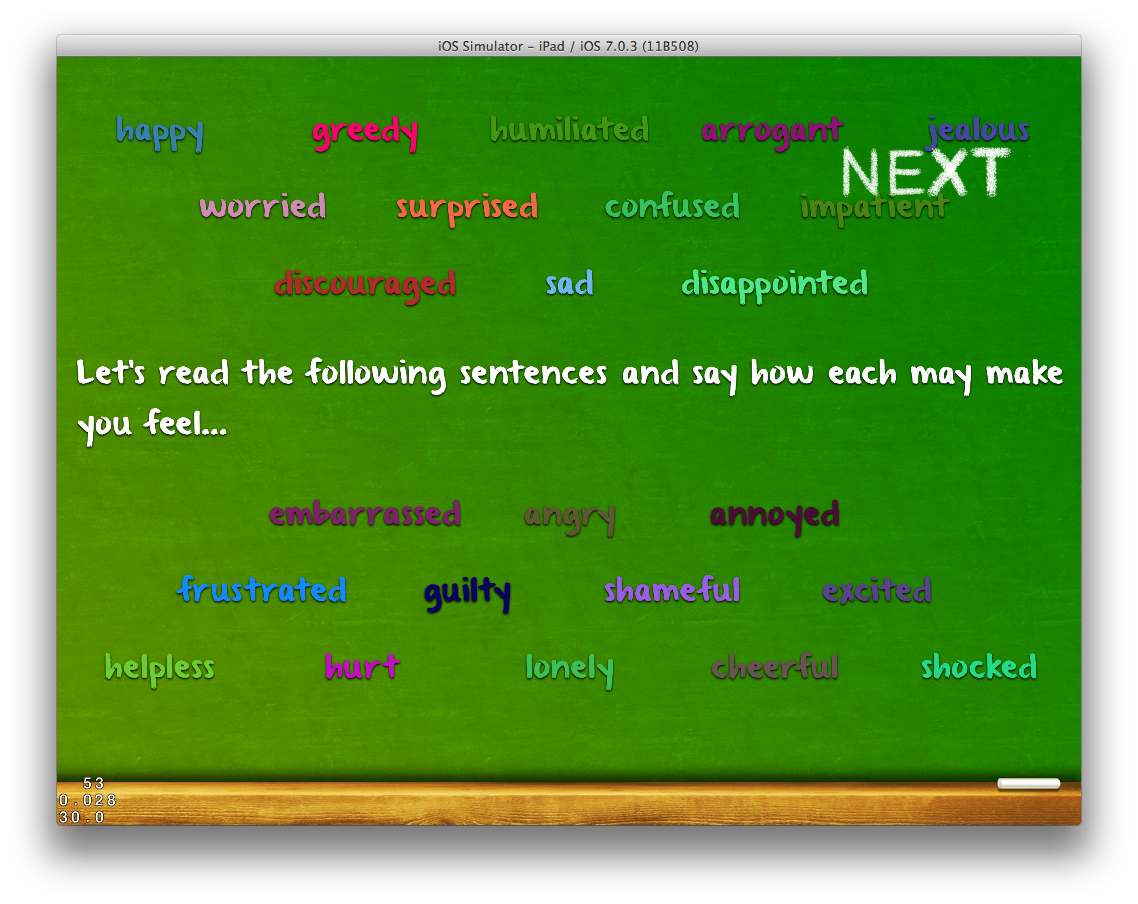 iOS Simulator - iPad / iOS 7.0.3 (11B508)
happy greedy humiliated arrogant jealous
NEXT
worried surprised confused impatient
discouraged sad disappointed
Let's read the following sentences and say how each may make
you feel...
embarrassed angry annoyed
frustrated guilty shameful excited
helpless hurt lonely cheerful shocked
53
0.028
30.0